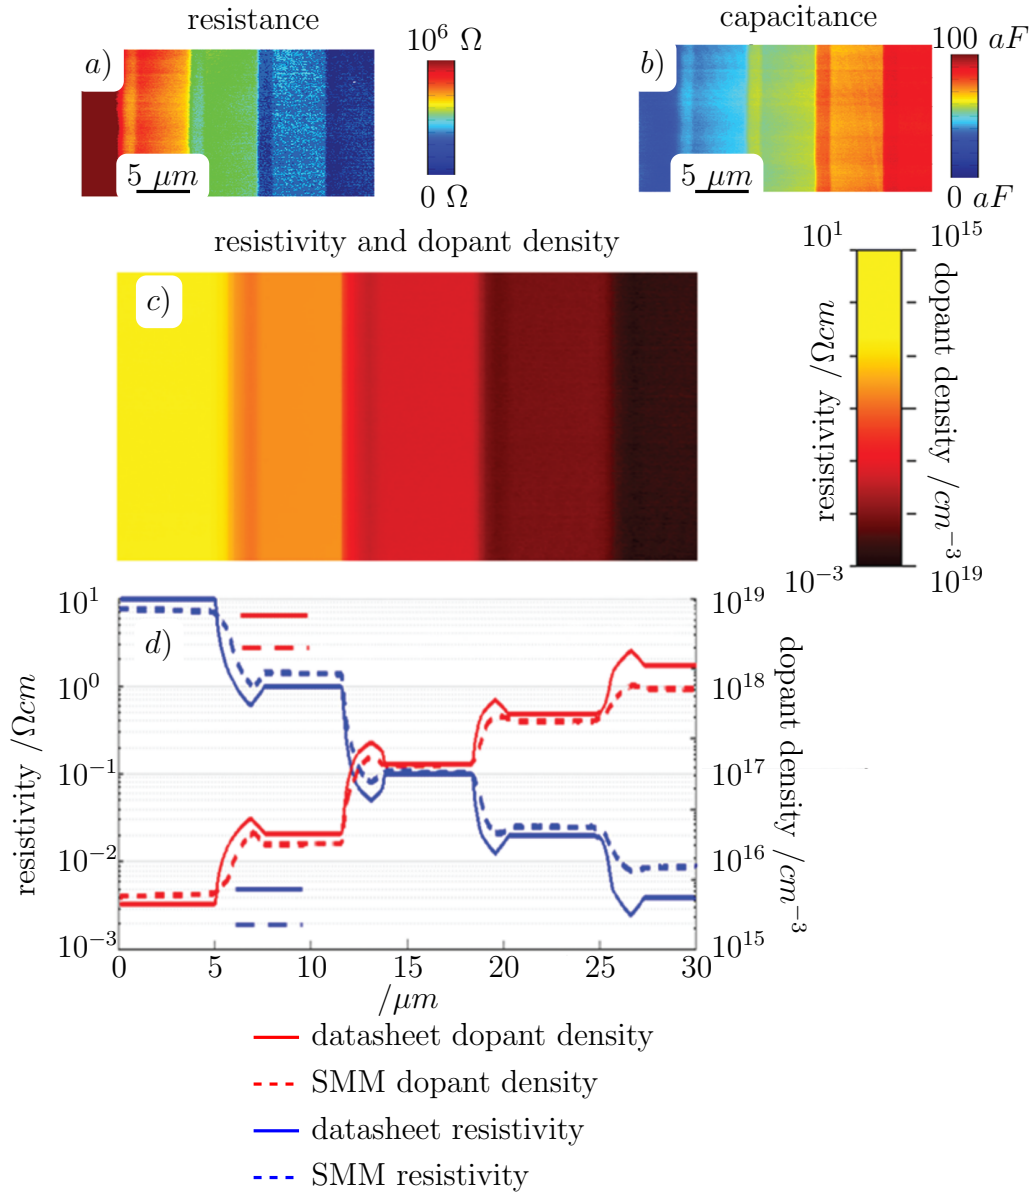 resistance
capacitance
a)
10⁶ Ω
0 Ω
5 μm
b)
100 aF
0 aF
5 μm
resistivity and dopant density
c)
10¹
10¹⁵
resistivity /Ωcm
dopant density /cm⁻³
10⁻³
10¹⁹
d)
10¹
10⁰
10⁻¹
10⁻²
10⁻³
resistivity /Ωcm
10¹⁹
10¹⁸
10¹⁷
10¹⁶
10¹⁵
dopant density /cm⁻³
0 5 10 15 20 25 30
/μm
datasheet dopant density
SMM dopant density
datasheet resistivity
SMM resistivity